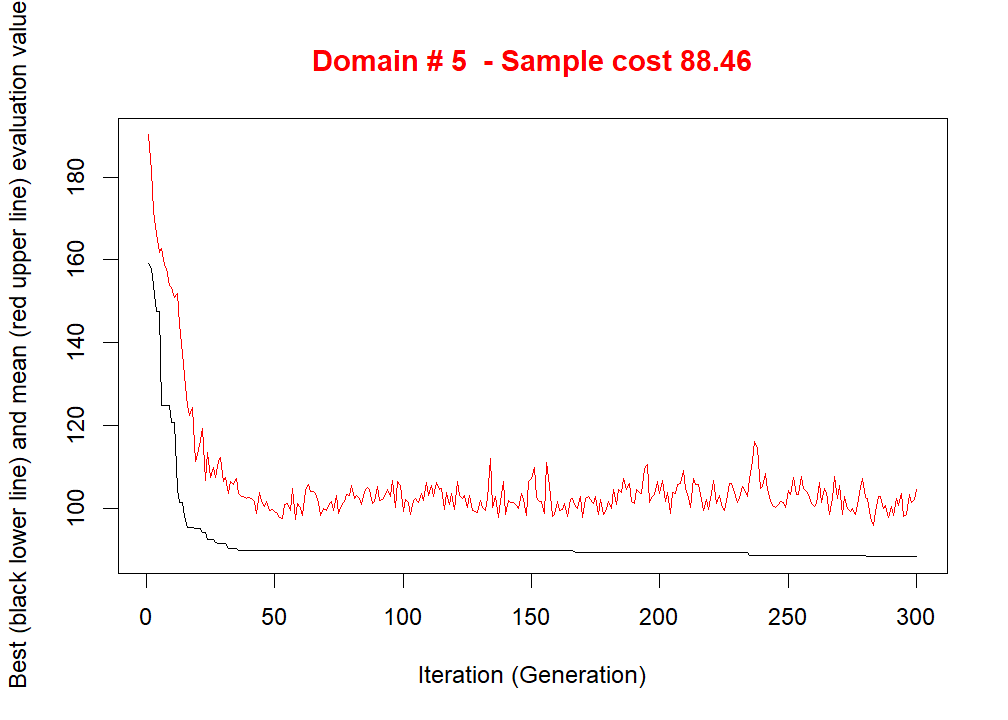 Domain # 5  - Sample cost 88.46
Best (black lower line) and mean (red upper line) evaluation value
180
160
140
120
100
0 50 100 150 200 250 300
Iteration (Generation)